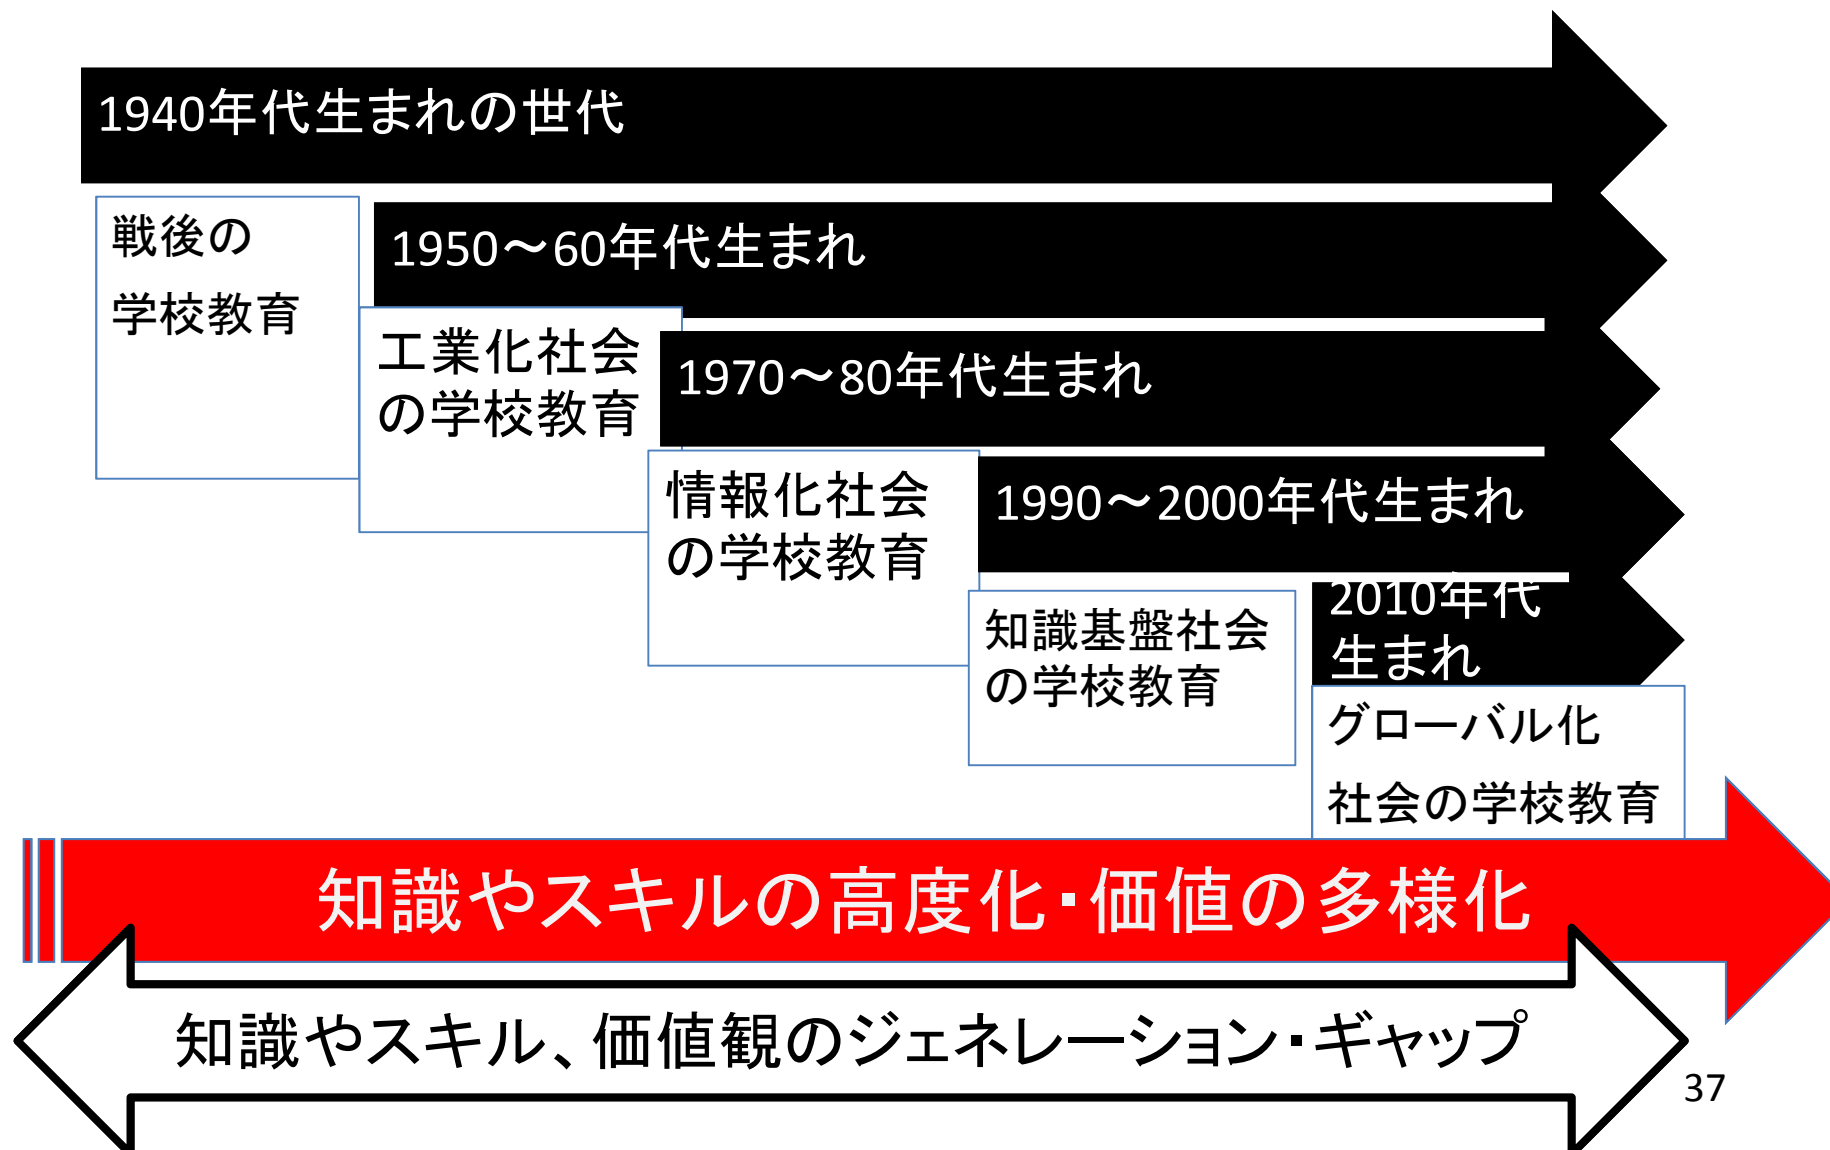 1940年代生まれの世代
戦後の
学校教育
1950～60年代生まれ
工業化社会
の学校教育
1970～80年代生まれ
情報化社会
の学校教育
1990～2000年代生まれ
知識基盤社会
の学校教育
2010年代
生まれ
グローバル化
社会の学校教育
知識やスキルの高度化・価値の多様化
知識やスキル、価値観のジェネレーション・ギャップ
37